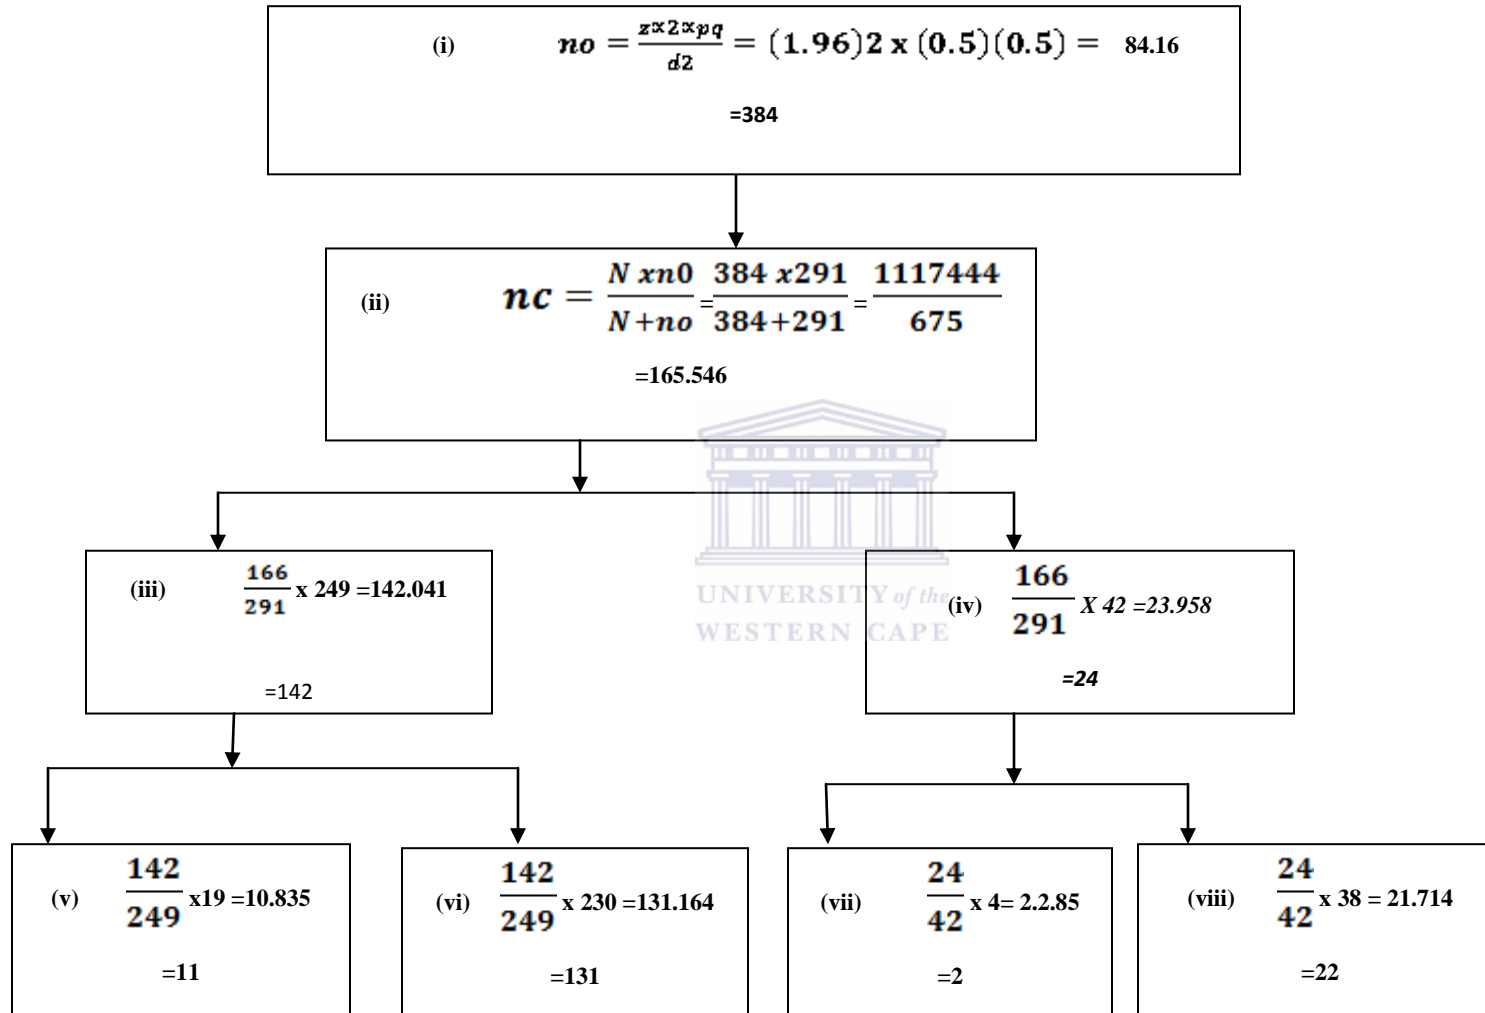 (i) no = z×2×pq / d2 = (1.96)2 x (0.5)(0.5) = 84.16
=384
(ii) nc = N xn0 / N+no = 384 x291 / 384+291 = 1117444 / 675
=165.546
UNIVERSITY of the
WESTERN CAPE
(iii) 166 / 291 x 249 =142.041
=142
(iv) 166 / 291 X 42 =23.958
=24
(v) 142 / 249 x19 =10.835
=11
(vi) 142 / 249 x 230 =131.164
=131
(vii) 24 / 42 x 4= 2.2.85
=2
(viii) 24 / 42 x 38 = 21.714
=22